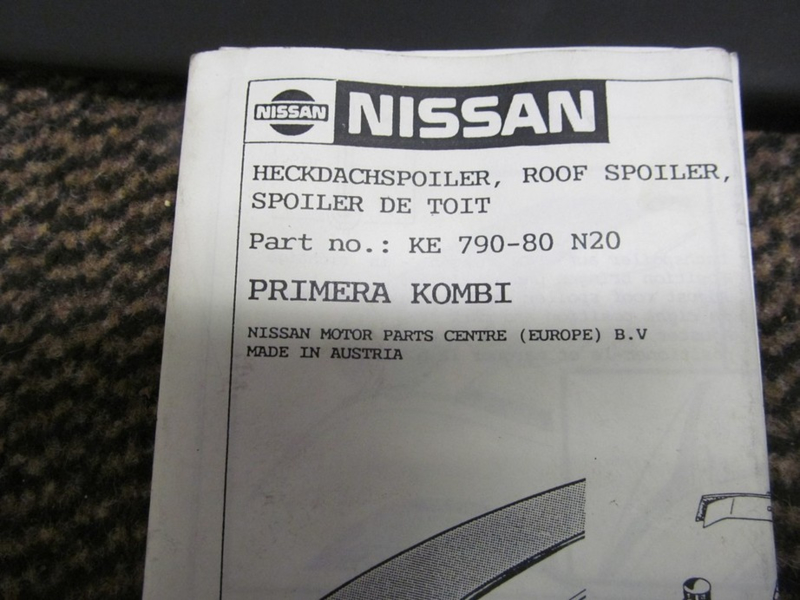 NISSAN NISSAN
HECKDACHSPOILER, ROOF SPOILER,
SPOILER DE TOIT
Part no.: KE 790-80 N20
PRIMERA KOMBI
NISSAN MOTOR PARTS CENTRE (EUROPE) B.V
MADE IN AUSTRIA